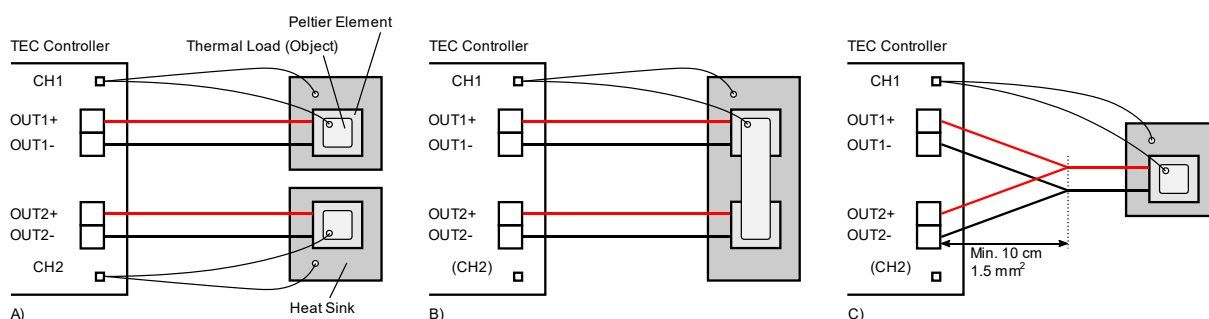 Peltier Element
TEC Controller
Thermal Load (Object)
CH1
OUT1+
OUT1-
OUT2+
OUT2-
CH2
Heat Sink
A)
TEC Controller
CH1
OUT1+
OUT1-
OUT2+
OUT2-
(CH2)
B)
TEC Controller
CH1
OUT1+
OUT1-
OUT2+
OUT2-
(CH2)
Min. 10 cm
1.5 mm²
C)